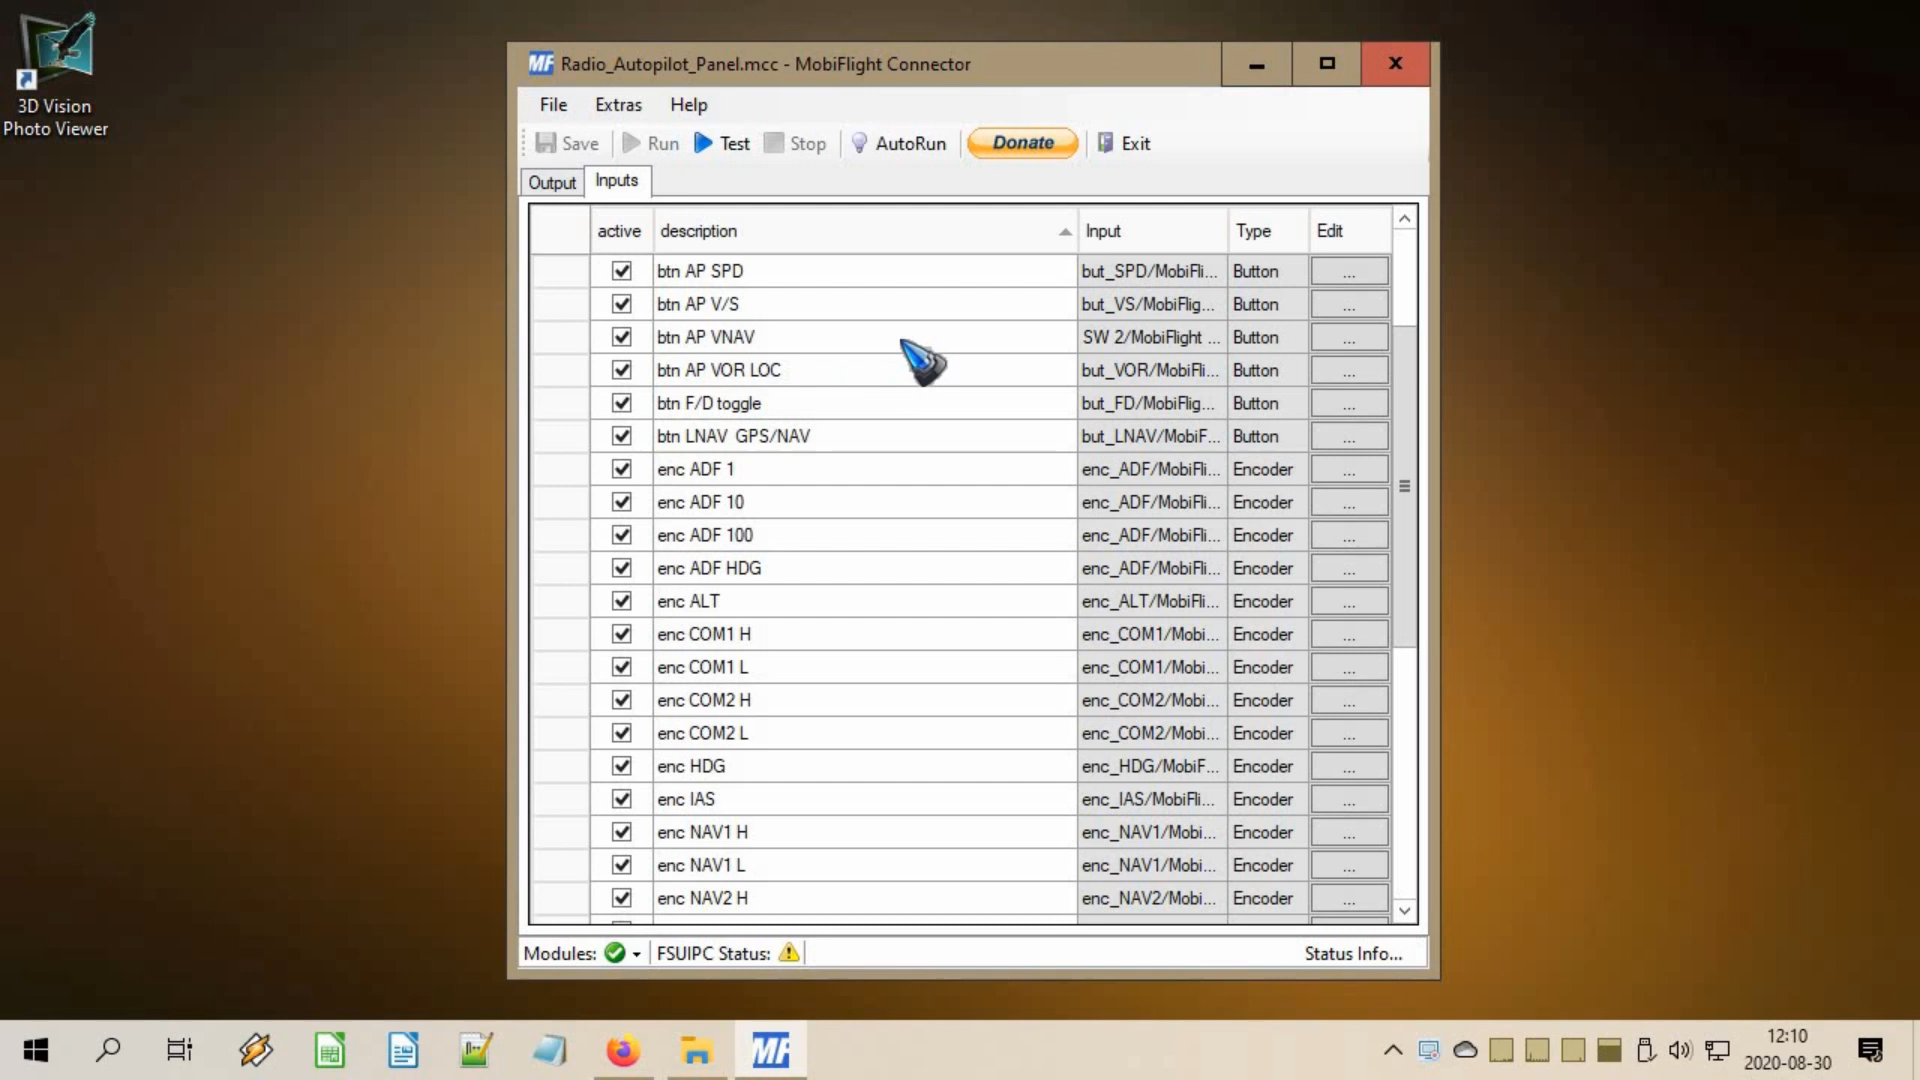 3D Vision
Photo Viewer
MF Radio_Autopilot_Panel.mcc - MobiFlight Connector
File Extras Help
Save Run Test Stop AutoRun Donate Exit
Output Inputs
active description Input Type Edit
btn AP SPD but_SPD/MobiFli... Button ...
btn AP V/S but_VS/MobiFlig... Button ...
btn AP VNAV SW 2/MobiFlight ... Button ...
btn AP VOR LOC but_VOR/MobiFli... Button ...
btn F/D toggle but_FD/MobiFlig... Button ...
btn LNAV GPS/NAV but_LNAV/MobiF... Button ...
enc ADF 1 enc_ADF/MobiFli... Encoder ...
enc ADF 10 enc_ADF/MobiFli... Encoder ...
enc ADF 100 enc_ADF/MobiFli... Encoder ...
enc ADF HDG enc_ADF/MobiFli... Encoder ...
enc ALT enc_ALT/MobiFli... Encoder ...
enc COM1 H enc_COM1/Mobi... Encoder ...
enc COM1 L enc_COM1/Mobi... Encoder ...
enc COM2 H enc_COM2/Mobi... Encoder ...
enc COM2 L enc_COM2/Mobi... Encoder ...
enc HDG enc_HDG/MobiF... Encoder ...
enc IAS enc_IAS/MobiFli... Encoder ...
enc NAV1 H enc_NAV1/Mobi... Encoder ...
enc NAV1 L enc_NAV1/Mobi... Encoder ...
enc NAV2 H enc_NAV2/Mobi... Encoder ...
Modules: FSUIPC Status: Status Info...
MF
12:10
2020-08-30